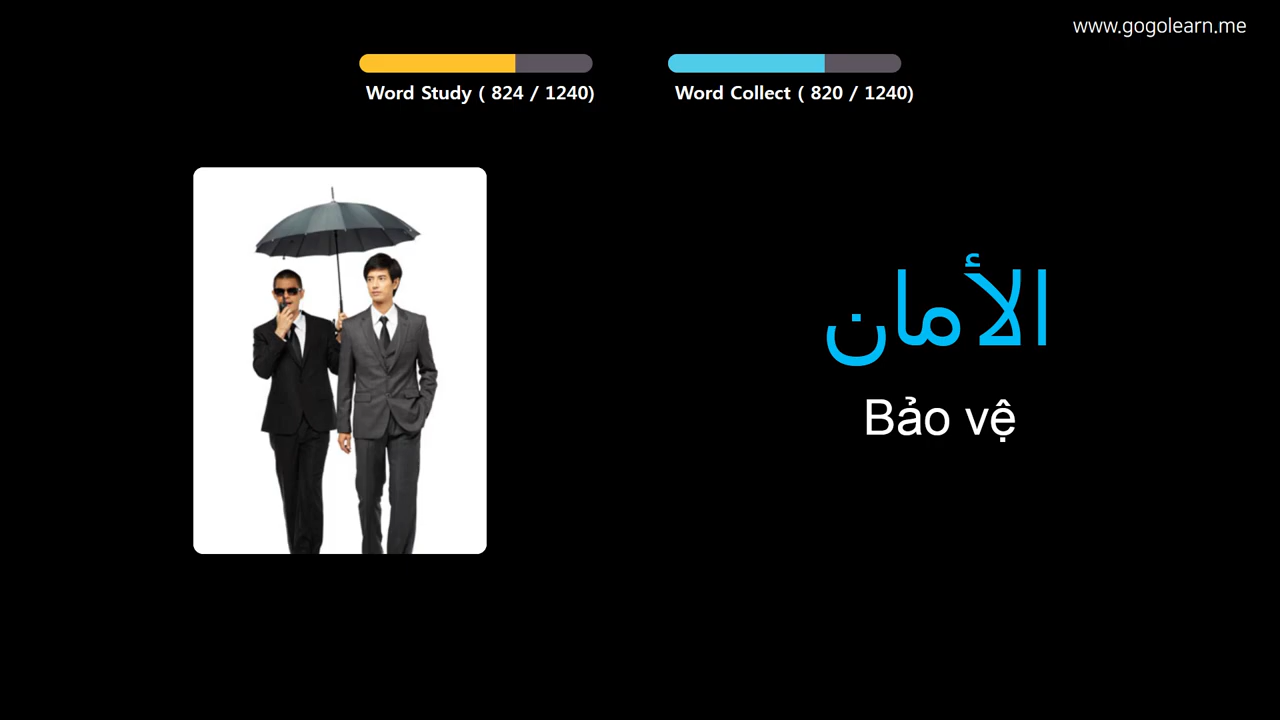 www.gogolearn.me
Word Study ( 824 / 1240)
Word Collect ( 820 / 1240)
الأمان
Bảo vệ